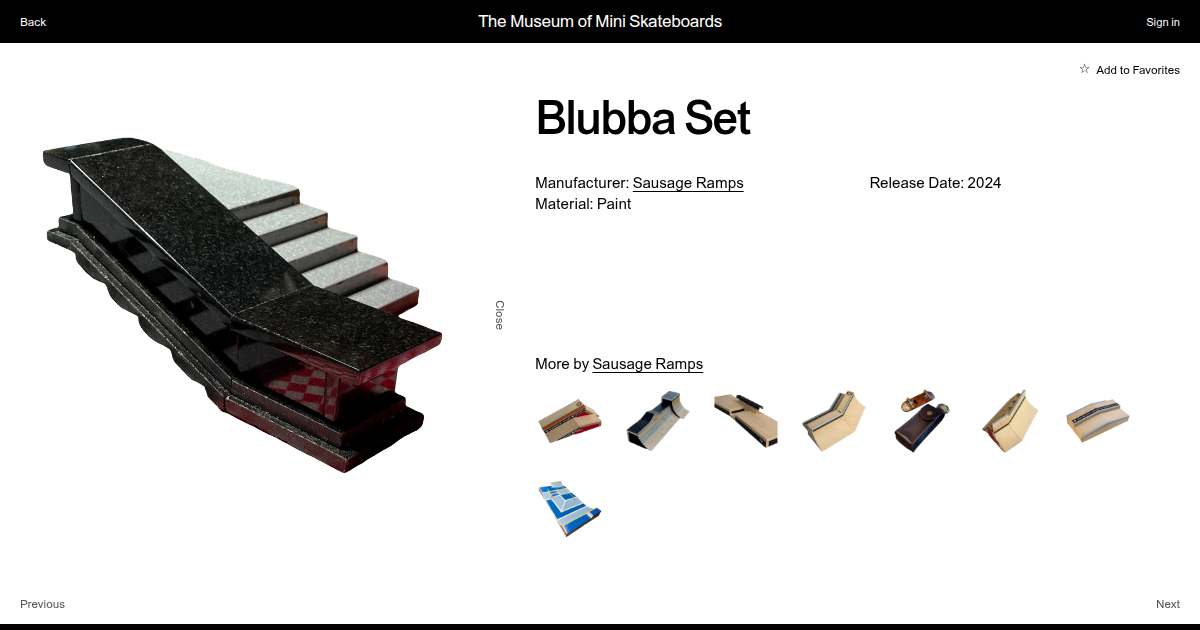 Back
The Museum of Mini Skateboards
Sign in
☆ Add to Favorites
Blubba Set
Manufacturer: Sausage Ramps
Release Date: 2024
Material: Paint
Close
More by Sausage Ramps
Previous
Next